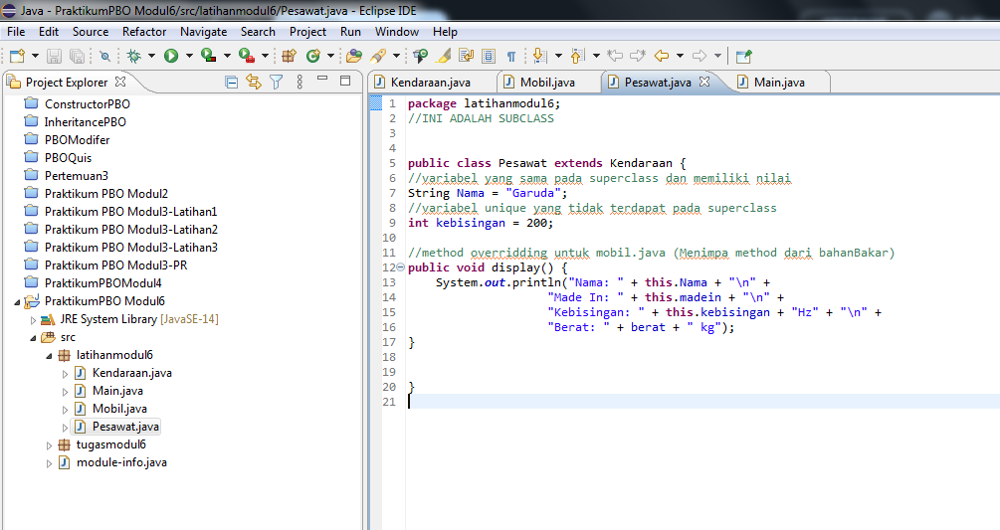 Java - PraktikumPBO Modul6/src/latihanmodul6/Pesawat.java - Eclipse IDE
File Edit Source Refactor Navigate Search Project Run Window Help
Project Explorer
ConstructorPBO
InheritancePBO
PBOModifer
PBOQuis
Pertemuan3
Praktikum PBO Modul2
Praktikum PBO Modul3-Latihan1
Praktikum PBO Modul3-Latihan2
Praktikum PBO Modul3-Latihan3
Praktikum PBO Modul3-PR
PraktikumPBOModul4
PraktikumPBO Modul6
JRE System Library [JavaSE-14]
src
latihanmodul6
Kendaraan.java
Main.java
Mobil.java
Pesawat.java
tugasmodul6
module-info.java
Kendaraan.java Mobil.java Pesawat.java Main.java
1 package latihanmodul6;
2 //INI ADALAH SUBCLASS
3
4
5 public class Pesawat extends Kendaraan {
6 //variabel yang sama pada superclass dan memiliki nilai
7 String Nama = "Garuda";
8 //variabel unique yang tidak terdapat pada superclass
9 int kebisingan = 200;
10
11 //method overridding untuk mobil.java (Menimpa method dari bahanBakar)
12 public void display() {
13 System.out.println("Nama: " + this.Nama + "\n" +
14 "Made In: " + this.madein + "\n" +
15 "Kebisingan: " + this.kebisingan + "Hz" + "\n" +
16 "Berat: " + berat + " kg");
17 }
18
19
20 }
21